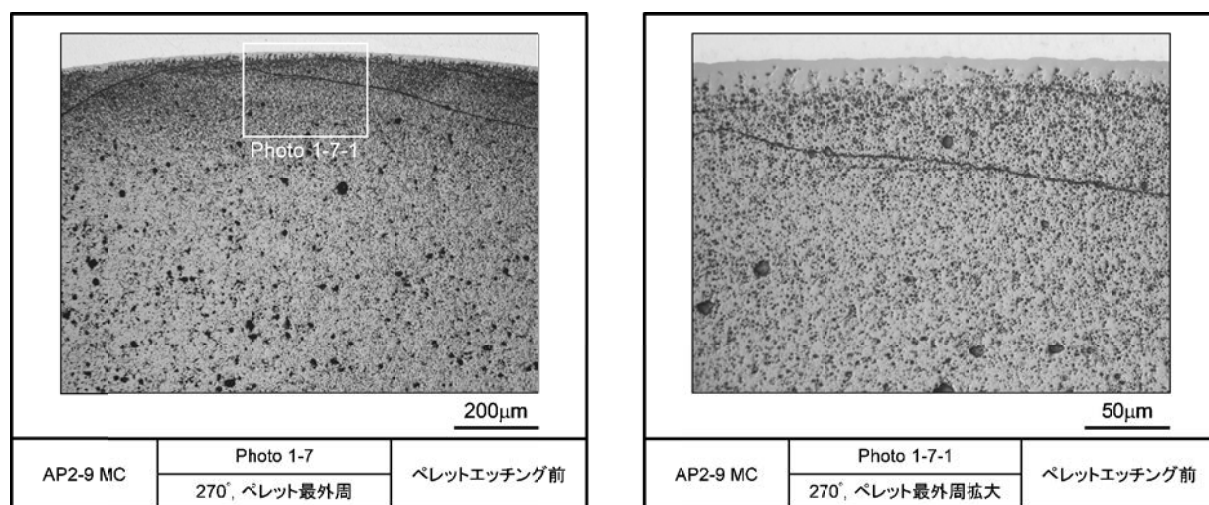 Photo 1-7-1
200μm
AP2-9 MC
Photo 1-7
270°, ペレット最外周
ペレットエッチング前
50μm
AP2-9 MC
Photo 1-7-1
270°, ペレット最外周拡大
ペレットエッチング前